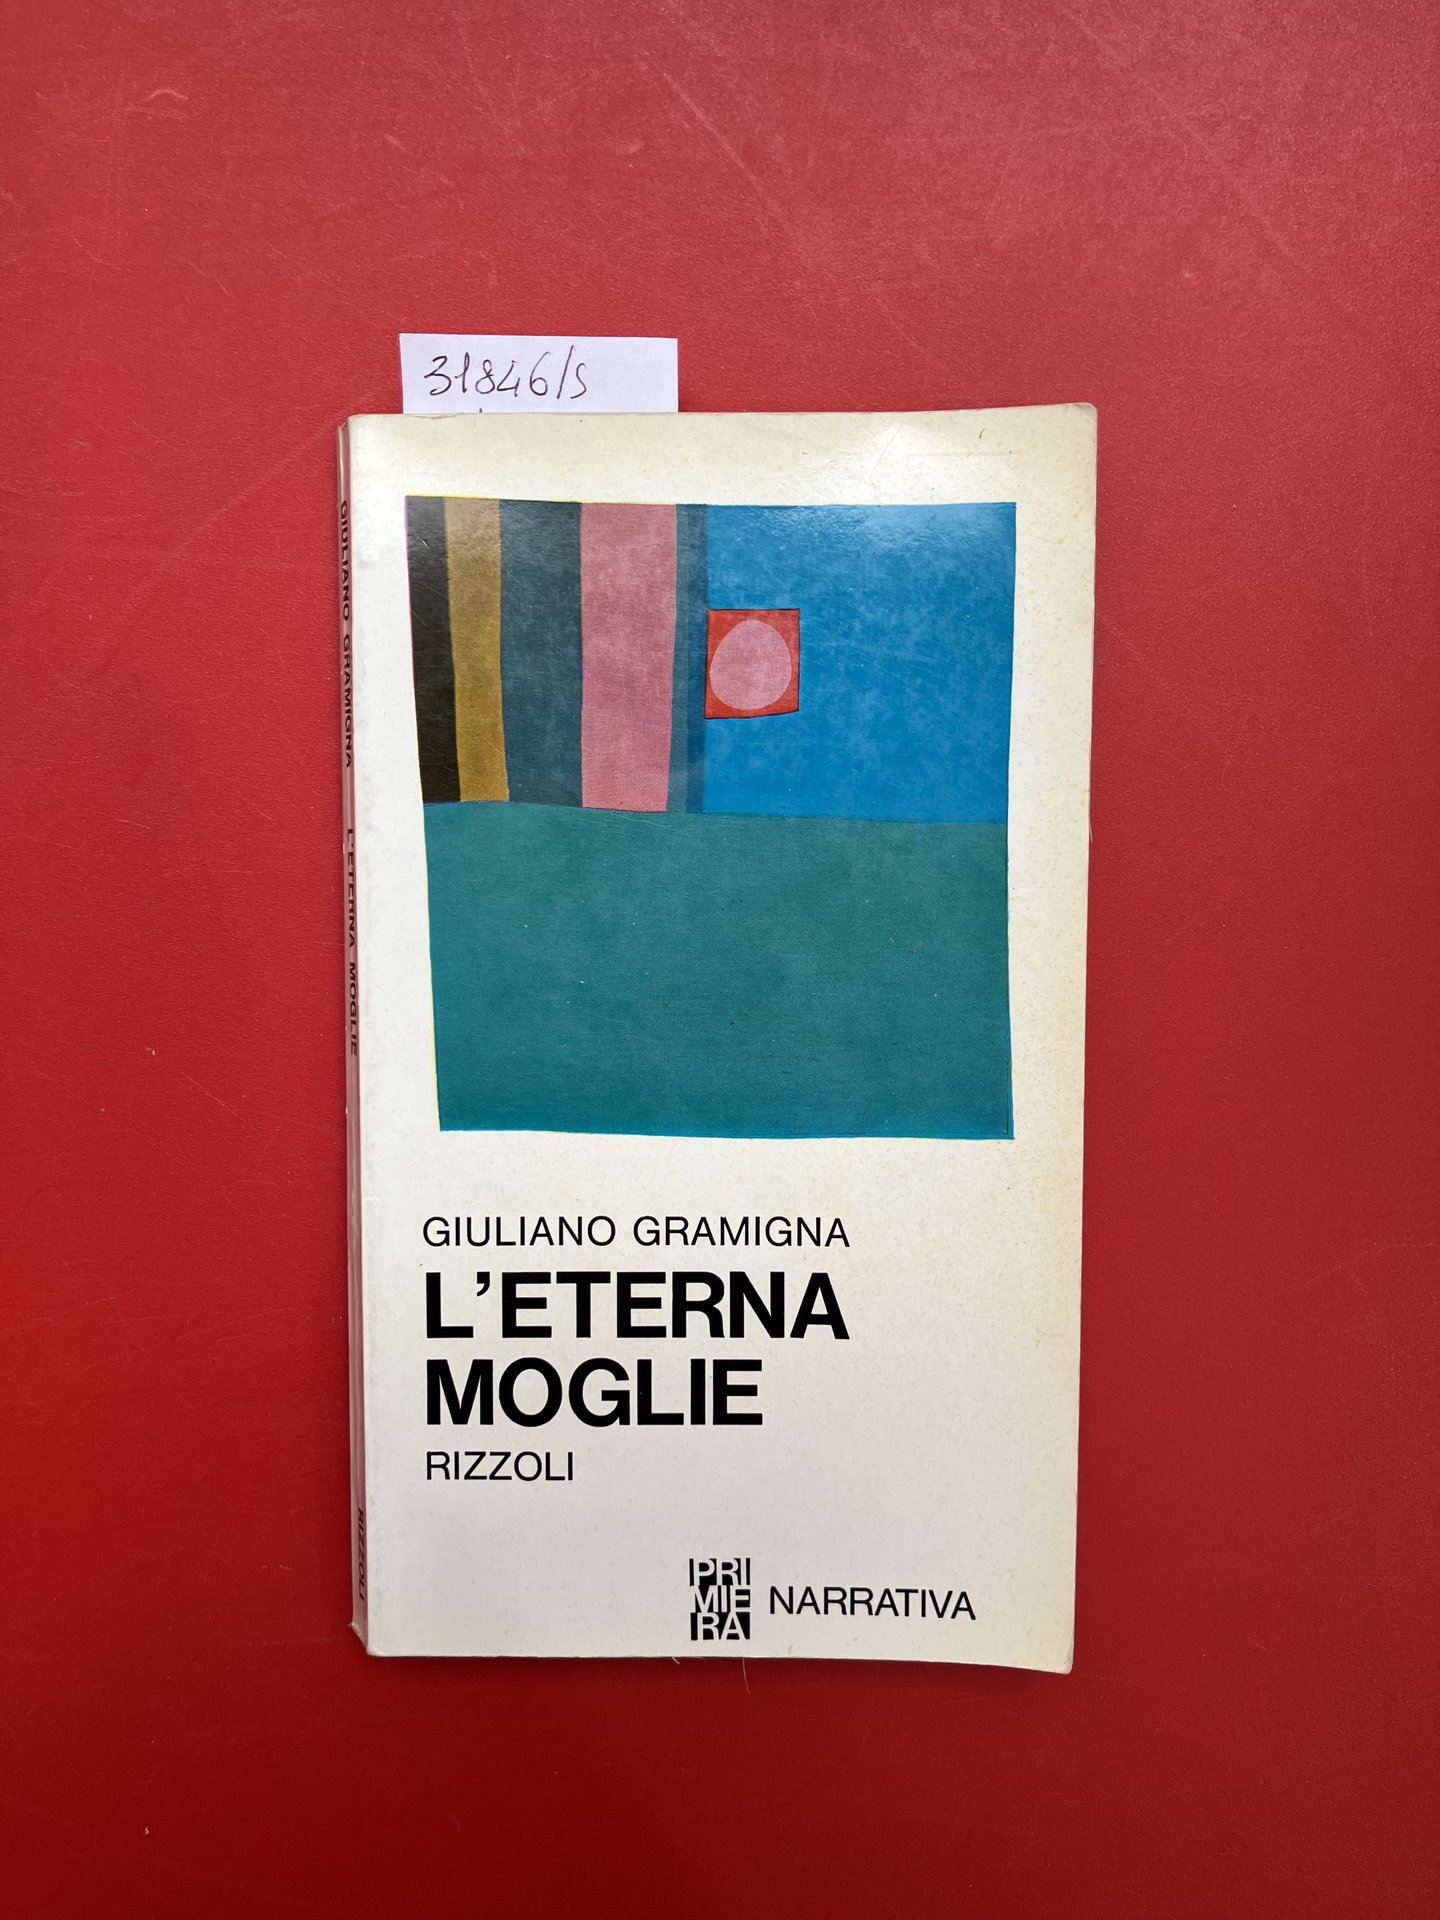 31846/S
GIULIANO GRAMIGNA L'ETERNA MOGLIE RIZZOLI
GIULIANO GRAMIGNA
L'ETERNA
MOGLIE
RIZZOLI
PRI
MIE
RA
NARRATIVA